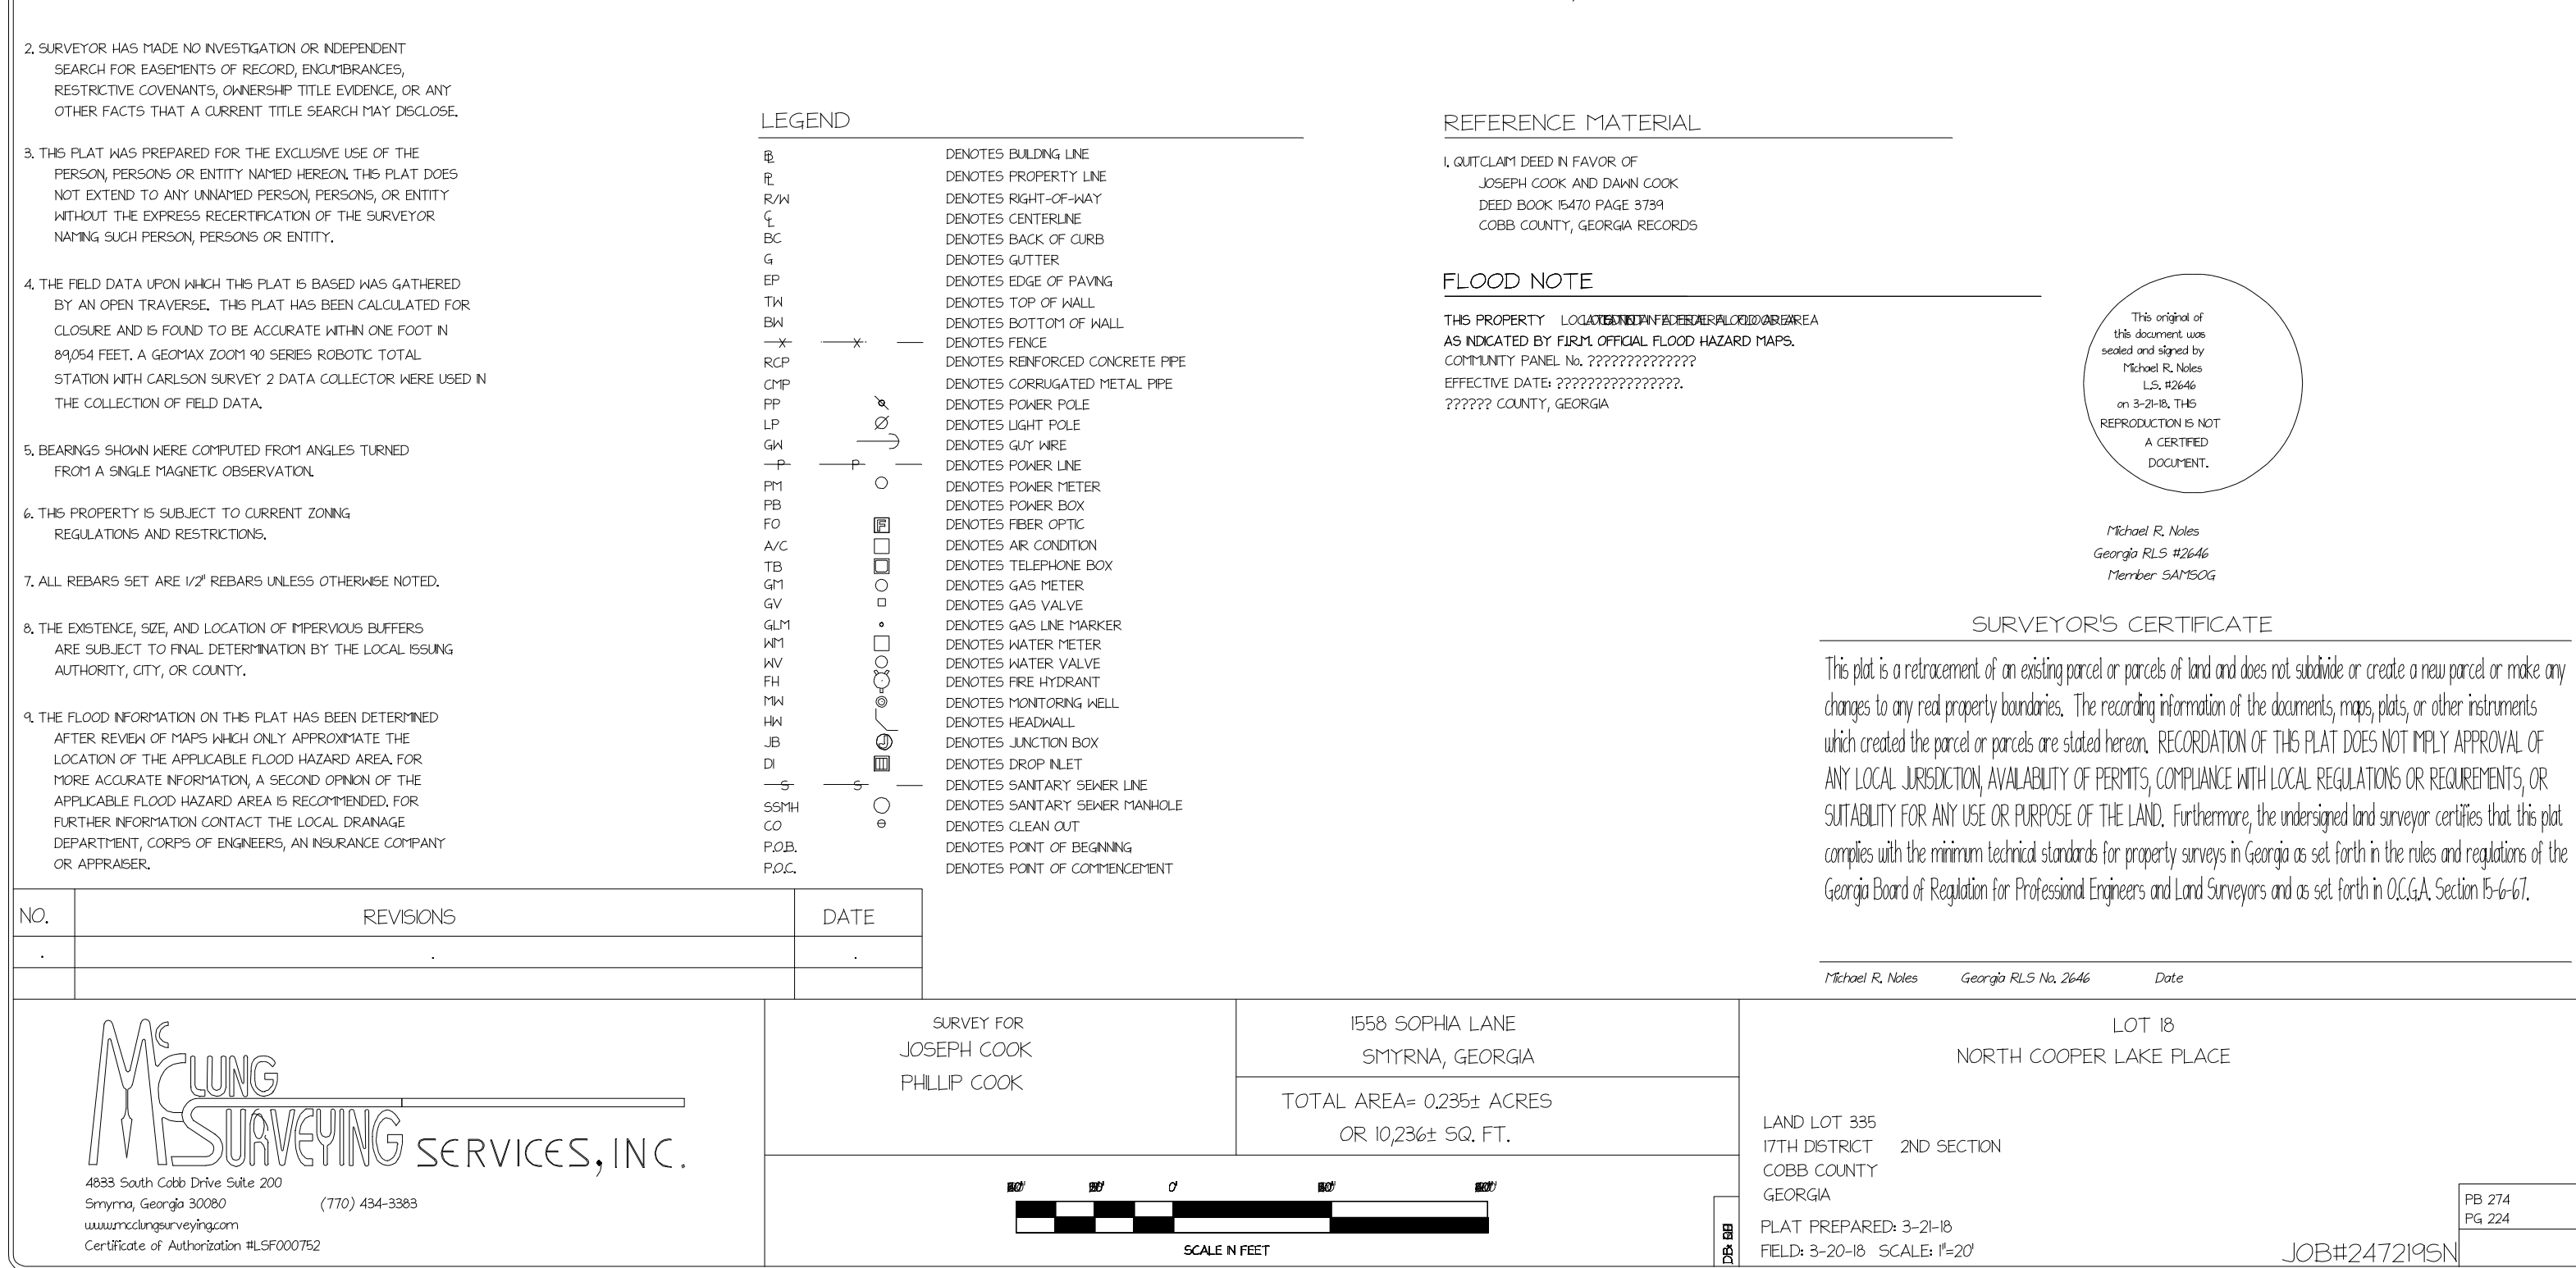 2. SURVEYOR HAS MADE NO INVESTIGATION OR INDEPENDENT
SEARCH FOR EASEMENTS OF RECORD, ENCUMBRANCES,
RESTRICTIVE COVENANTS, OWNERSHIP TITLE EVIDENCE, OR ANY
OTHER FACTS THAT A CURRENT TITLE SEARCH MAY DISCLOSE.
3. THIS PLAT WAS PREPARED FOR THE EXCLUSIVE USE OF THE
PERSON, PERSONS OR ENTITY NAMED HEREON. THIS PLAT DOES
NOT EXTEND TO ANY UNNAMED PERSON, PERSONS, OR ENTITY
WITHOUT THE EXPRESS RECERTIFICATION OF THE SURVEYOR
NAMING SUCH PERSON, PERSONS OR ENTITY.
4. THE FIELD DATA UPON WHICH THIS PLAT IS BASED WAS GATHERED
BY AN OPEN TRAVERSE. THIS PLAT HAS BEEN CALCULATED FOR
CLOSURE AND IS FOUND TO BE ACCURATE WITHIN ONE FOOT IN
89,054 FEET. A GEOMAX ZOOM 90 SERIES ROBOTIC TOTAL
STATION WITH CARLSON SURVEY 2 DATA COLLECTOR WERE USED IN
THE COLLECTION OF FIELD DATA.
5. BEARINGS SHOWN WERE COMPUTED FROM ANGLES TURNED
FROM A SINGLE MAGNETIC OBSERVATION.
6. THIS PROPERTY IS SUBJECT TO CURRENT ZONING
REGULATIONS AND RESTRICTIONS.
7. ALL REBARS SET ARE 1/2" REBARS UNLESS OTHERWISE NOTED.
8. THE EXISTENCE, SIZE, AND LOCATION OF IMPERVIOUS BUFFERS
ARE SUBJECT TO FINAL DETERMINATION BY THE LOCAL ISSUING
AUTHORITY, CITY, OR COUNTY.
9. THE FLOOD INFORMATION ON THIS PLAT HAS BEEN DETERMINED
AFTER REVIEW OF MAPS WHICH ONLY APPROXIMATE THE
LOCATION OF THE APPLICABLE FLOOD HAZARD AREA. FOR
MORE ACCURATE INFORMATION, A SECOND OPINION OF THE
APPLICABLE FLOOD HAZARD AREA IS RECOMMENDED. FOR
FURTHER INFORMATION CONTACT THE LOCAL DRAINAGE
DEPARTMENT, CORPS OF ENGINEERS, AN INSURANCE COMPANY
OR APPRAISER.
LEGEND
BL DENOTES BUILDING LINE
PL DENOTES PROPERTY LINE
R/W DENOTES RIGHT-OF-WAY
CL DENOTES CENTERLINE
BC DENOTES BACK OF CURB
G DENOTES GUTTER
EP DENOTES EDGE OF PAVING
TW DENOTES TOP OF WALL
BW DENOTES BOTTOM OF WALL
X X DENOTES FENCE
RCP DENOTES REINFORCED CONCRETE PIPE
CMP DENOTES CORRUGATED METAL PIPE
PP DENOTES POWER POLE
LP DENOTES LIGHT POLE
GW DENOTES GUY WIRE
P P DENOTES POWER LINE
PM DENOTES POWER METER
PB DENOTES POWER BOX
FO F DENOTES FIBER OPTIC
A/C DENOTES AIR CONDITION
TB DENOTES TELEPHONE BOX
GM DENOTES GAS METER
GV DENOTES GAS VALVE
GLM DENOTES GAS LINE MARKER
WM DENOTES WATER METER
WV DENOTES WATER VALVE
FH DENOTES FIRE HYDRANT
MW DENOTES MONITORING WELL
HW DENOTES HEADWALL
JB J DENOTES JUNCTION BOX
DI DENOTES DROP INLET
S S DENOTES SANITARY SEWER LINE
SSMH DENOTES SANITARY SEWER MANHOLE
CO DENOTES CLEAN OUT
P.O.B. DENOTES POINT OF BEGINNING
P.O.C. DENOTES POINT OF COMMENCEMENT
REFERENCE MATERIAL
1. QUITCLAIM DEED IN FAVOR OF
JOSEPH COOK AND DAWN COOK
DEED BOOK 15470 PAGE 3739
COBB COUNTY, GEORGIA RECORDS
FLOOD NOTE
THIS PROPERTY
AS INDICATED BY F.I.R.M. OFFICIAL FLOOD HAZARD MAPS.
COMMUNITY PANEL No. ??????????????
EFFECTIVE DATE: ????????????????.
?????? COUNTY, GEORGIA
This original of
this document was
sealed and signed by
Michael R. Noles
L.S. #2646
on 3-21-18. THIS
REPRODUCTION IS NOT
A CERTIFIED
DOCUMENT.
Michael R. Noles
Georgia RLS #2646
Member SAMSOG
SURVEYOR'S CERTIFICATE
This plat is a retracement of an existing parcel or parcels of land and does not subdivide or create a new parcel or make any
changes to any real property boundaries. The recording information of the documents, maps, plats, or other instruments
which created the parcel or parcels are stated hereon. RECORDATION OF THIS PLAT DOES NOT IMPLY APPROVAL OF
ANY LOCAL JURISDICTION, AVAILABILITY OF PERMITS, COMPLIANCE WITH LOCAL REGULATIONS OR REQUIREMENTS, OR
SUITABILITY FOR ANY USE OR PURPOSE OF THE LAND. Furthermore, the undersigned land surveyor certifies that this plat
complies with the minimum technical standards for property surveys in Georgia as set forth in the rules and regulations of the
Georgia Board of Regulation for Professional Engineers and Land Surveyors and as set forth in O.C.G.A. Section 15-6-67.
Michael R. Noles Georgia RLS No. 2646 Date
NO. REVISIONS DATE
. . .
McCLUNG
SURVEYING SERVICES, INC.
4833 South Cobb Drive Suite 200
Smyrna, Georgia 30080 (770) 434-3383
www.mcclungsurveying.com
Certificate of Authorization #LSF000752
SURVEY FOR
JOSEPH COOK
PHILLIP COOK
1558 SOPHIA LANE
SMYRNA, GEORGIA
TOTAL AREA= 0.235± ACRES
OR 10,236± SQ. FT.
0'
SCALE IN FEET
LOT 18
NORTH COOPER LAKE PLACE
LAND LOT 335
17TH DISTRICT 2ND SECTION
COBB COUNTY
GEORGIA
PLAT PREPARED: 3-21-18
FIELD: 3-20-18 SCALE: 1"=20'
PB 274
PG 224
JOB#247219SN